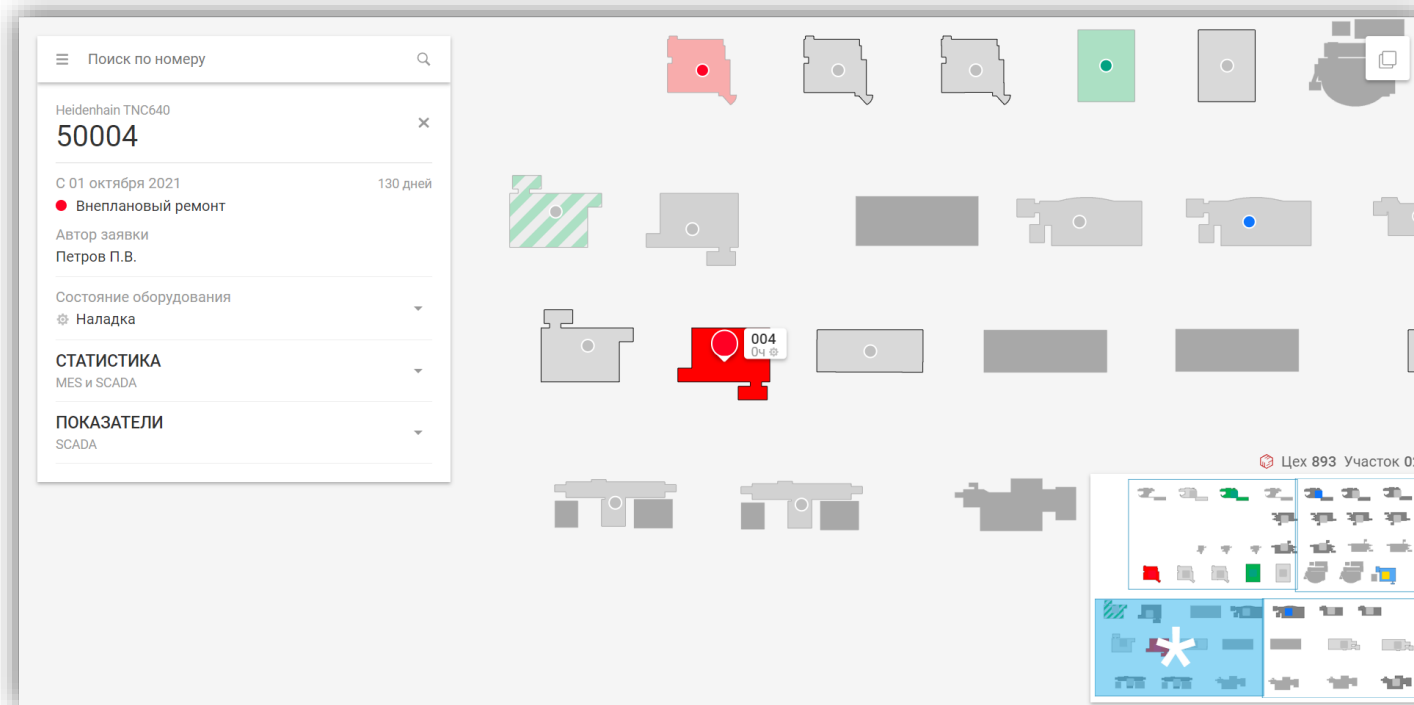 Поиск по номеру
Heidenhain TNC640
50004
С 01 октября 2021
130 дней
Внеплановый ремонт
Автор заявки
Петров П.В.
Состояние оборудования
Наладка
СТАТИСТИКА
MES и SCADA
ПОКАЗАТЕЛИ
SCADA
004
0ч
Цех 893 Участок